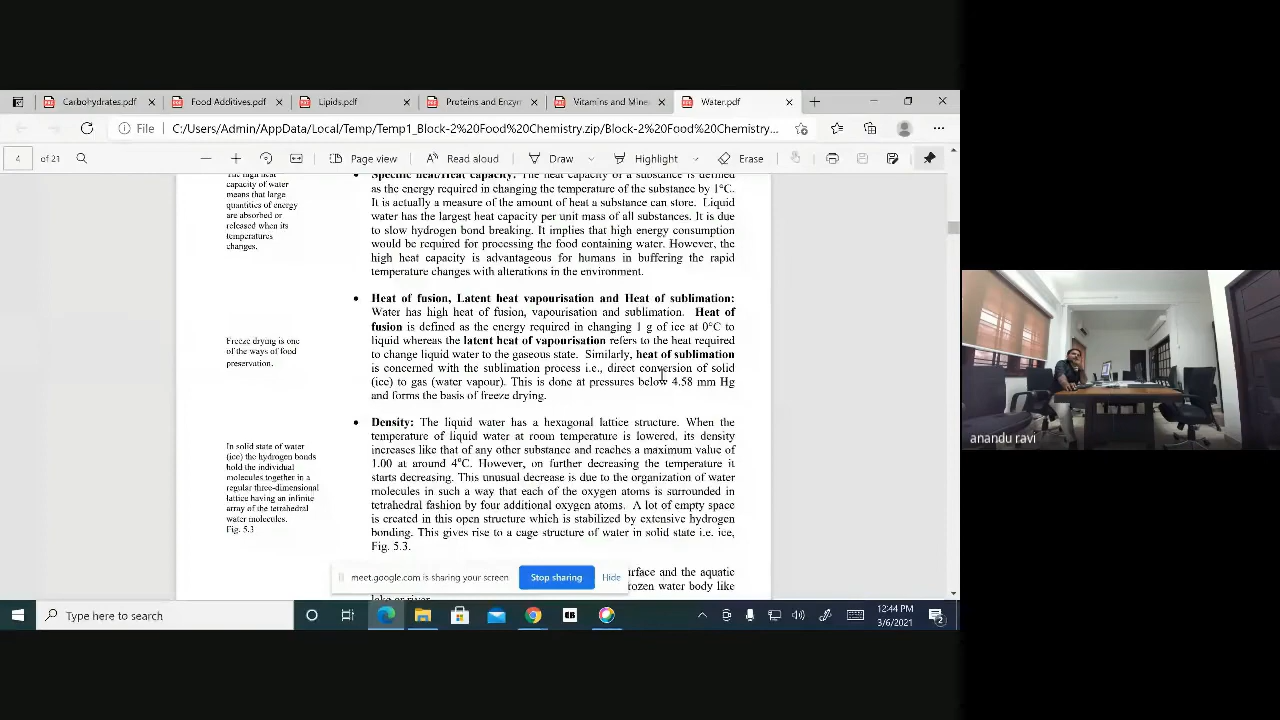 Carbohydrates.pdf
Food Additives.pdf
Lipids.pdf
Proteins and Enzym
Vitamins and Mine
Water.pdf
File
C:/Users/Admin/AppData/Local/Temp/Temp1_Block-2%20Food%20Chemistry.zip/Block-2%20Food%20Chemistry...
4
of 21
Page view
Read aloud
Draw
Highlight
Erase
The high heat
capacity of water
means that large
quantities of energy
are absorbed or
released when its
temperatures
changes.
• Specific heat/Heat capacity: The heat capacity of a substance is defined
as the energy required in changing the temperature of the substance by 1°C.
It is actually a measure of the amount of heat a substance can store. Liquid
water has the largest heat capacity per unit mass of all substances. It is due
to slow hydrogen bond breaking. It implies that high energy consumption
would be required for processing the food containing water. However, the
high heat capacity is advantageous for humans in buffering the rapid
temperature changes with alterations in the environment.
• Heat of fusion, Latent heat vapourisation and Heat of sublimation:
Water has high heat of fusion, vapourisation and sublimation. Heat of
fusion is defined as the energy required in changing 1 g of ice at 0°C to
liquid whereas the latent heat of vapourisation refers to the heat required
to change liquid water to the gaseous state. Similarly, heat of sublimation
is concerned with the sublimation process i.e., direct conversion of solid
(ice) to gas (water vapour). This is done at pressures below 4.58 mm Hg
and forms the basis of freeze drying.
Freeze drying is one
of the ways of food
preservation.
• Density: The liquid water has a hexagonal lattice structure. When the
temperature of liquid water at room temperature is lowered, its density
increases like that of any other substance and reaches a maximum value of
1.00 at around 4°C. However, on further decreasing the temperature it
starts decreasing. This unusual decrease is due to the organization of water
molecules in such a way that each of the oxygen atoms is surrounded in
tetrahedral fashion by four additional oxygen atoms. A lot of empty space
is created in this open structure which is stabilized by extensive hydrogen
bonding. This gives rise to a cage structure of water in solid state i.e. ice,
Fig. 5.3.
In solid state of water
(ice) the hydrogen bonds
hold the individual
molecules together in a
regular three-dimensional
lattice having an infinite
array of the tetrahedral
water molecules.
Fig. 5.3
urface and the aquatic
rozen water body like
lake or river.
meet.google.com is sharing your screen
Stop sharing
Hide
Type here to search
12:44 PM
3/6/2021
2
anandu ravi